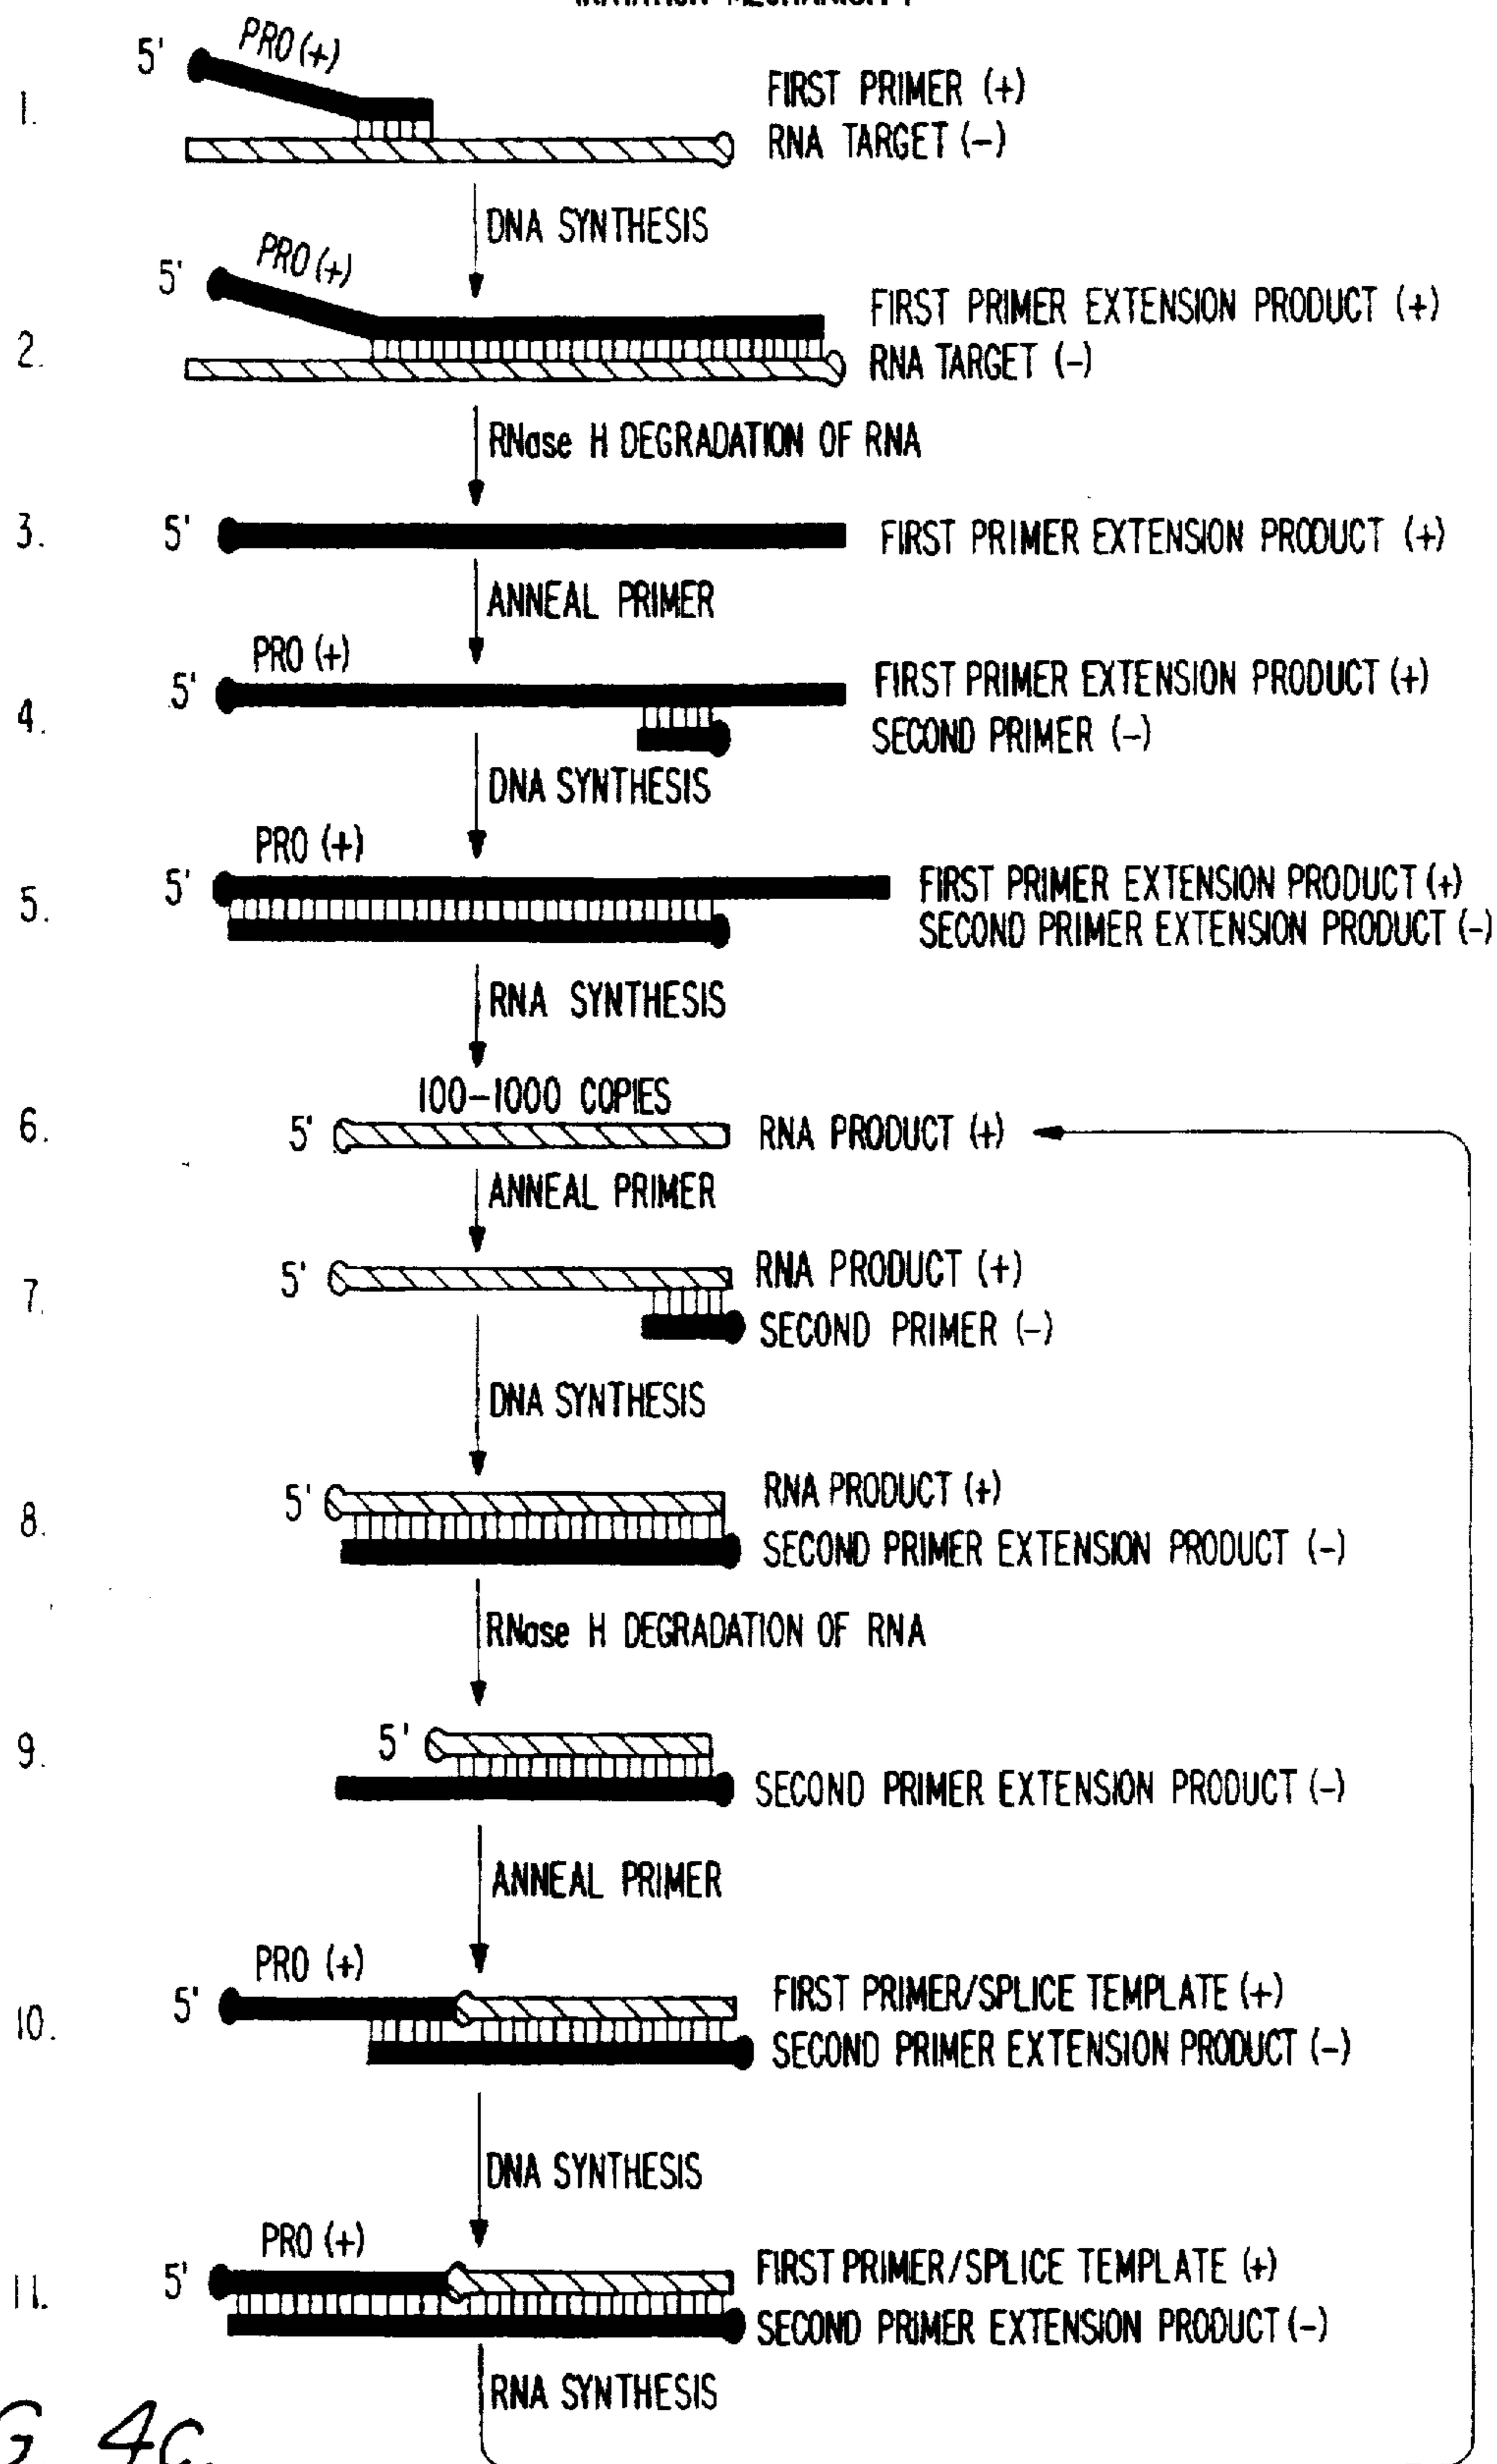 5' PRO (+)
1.
FIRST PRIMER (+)
RNA TARGET (-)
DNA SYNTHESIS
5' PRO (+)
2.
FIRST PRIMER EXTENSION PRODUCT (+)
RNA TARGET (-)
RNase H DEGRADATION OF RNA
3. 5' FIRST PRIMER EXTENSION PRODUCT (+)
ANNEAL PRIMER
PRO (+)
4. 5' FIRST PRIMER EXTENSION PRODUCT (+)
SECOND PRIMER (-)
DNA SYNTHESIS
PRO (+)
5. 5' FIRST PRIMER EXTENSION PRODUCT (+)
SECOND PRIMER EXTENSION PRODUCT (-)
RNA SYNTHESIS
100-1000 COPIES
6. 5' RNA PRODUCT (+)
ANNEAL PRIMER
7. 5' RNA PRODUCT (+)
SECOND PRIMER (-)
DNA SYNTHESIS
8. 5' RNA PRODUCT (+)
SECOND PRIMER EXTENSION PRODUCT (-)
RNase H DEGRADATION OF RNA
9. 5'
SECOND PRIMER EXTENSION PRODUCT (-)
ANNEAL PRIMER
PRO (+)
10. 5' FIRST PRIMER/SPLICE TEMPLATE (+)
SECOND PRIMER EXTENSION PRODUCT (-)
DNA SYNTHESIS
PRO (+)
11. 5' FIRST PRIMER/SPLICE TEMPLATE (+)
SECOND PRIMER EXTENSION PRODUCT (-)
RNA SYNTHESIS
4C.